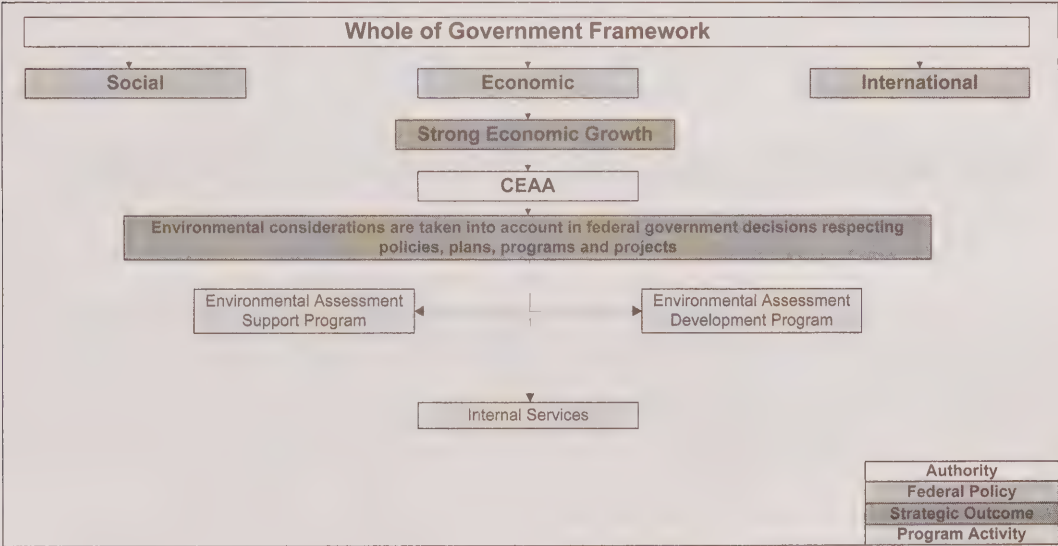 Whole of Government Framework
Social
Economic
International
Strong Economic Growth
CEAA
Environmental considerations are taken into account in federal government decisions respecting
policies, plans, programs and projects
Environmental Assessment
Support Program
Environmental Assessment
Development Program
Internal Services
Authority
Federal Policy
Strategic Outcome
Program Activity